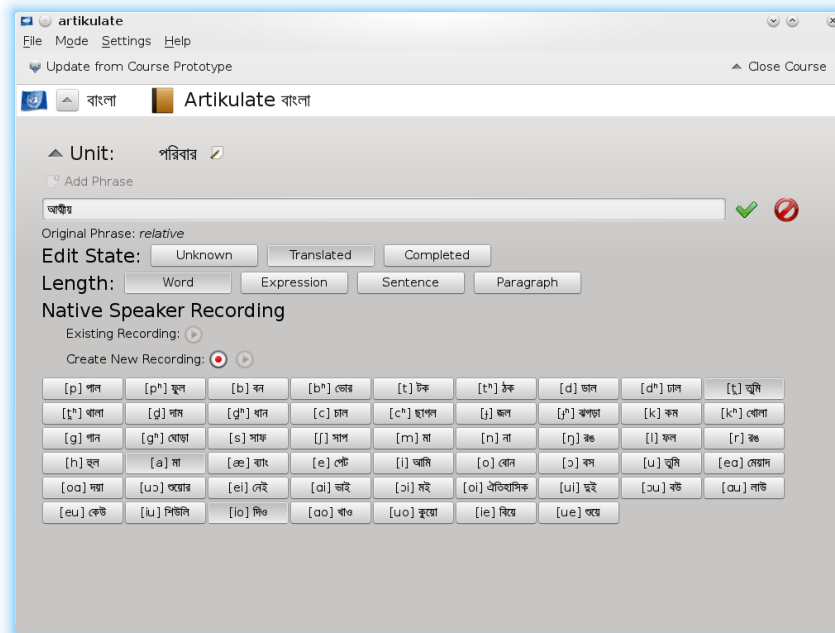 artikulate
File Mode Settings Help
Update from Course Prototype Close Course
বাংলা Artikulate বাংলা
Unit: পরিবার
Add Phrase
আত্মীয়
Original Phrase: relative
Edit State: Unknown Translated Completed
Length: Word Expression Sentence Paragraph
Native Speaker Recording
Existing Recording:
Create New Recording:
[p] পাল [pʰ] ফুল [b] বন [bʰ] ভোর [t] টক [tʰ] ঠক [d] ডাল [dʰ] ঢাল [t̪] তুমি
[t̪ʰ] থালা [d̪] দাম [d̪ʰ] ধান [c] চাল [cʰ] ছাগল [ɟ] জল [ɟʰ] ঝগড়া [k] কম [kʰ] খোলা
[g] গান [gʰ] ঘোড়া [s] সাফ [ʃ] সাপ [m] মা [n] না [ŋ] রঙ [l] ফল [r] রঙ
[h] হুল [a] মা [æ] ব্যাং [e] পেট [i] আমি [o] বোন [ɔ] বস [u] তুমি [eɑ] মেয়াদ
[oɑ] দয়া [uɔ] শুয়োর [ei] নেই [ɑi] ভাই [ɔi] মই [oi] ঐতিহাসিক [ui] দুই [ɔu] বউ [ɑu] লাউ
[eu] কেউ [iu] শিউলি [io] দিও [ɑo] খাও [uo] কুয়ো [ie] বিয়ে [ue] শুয়ে